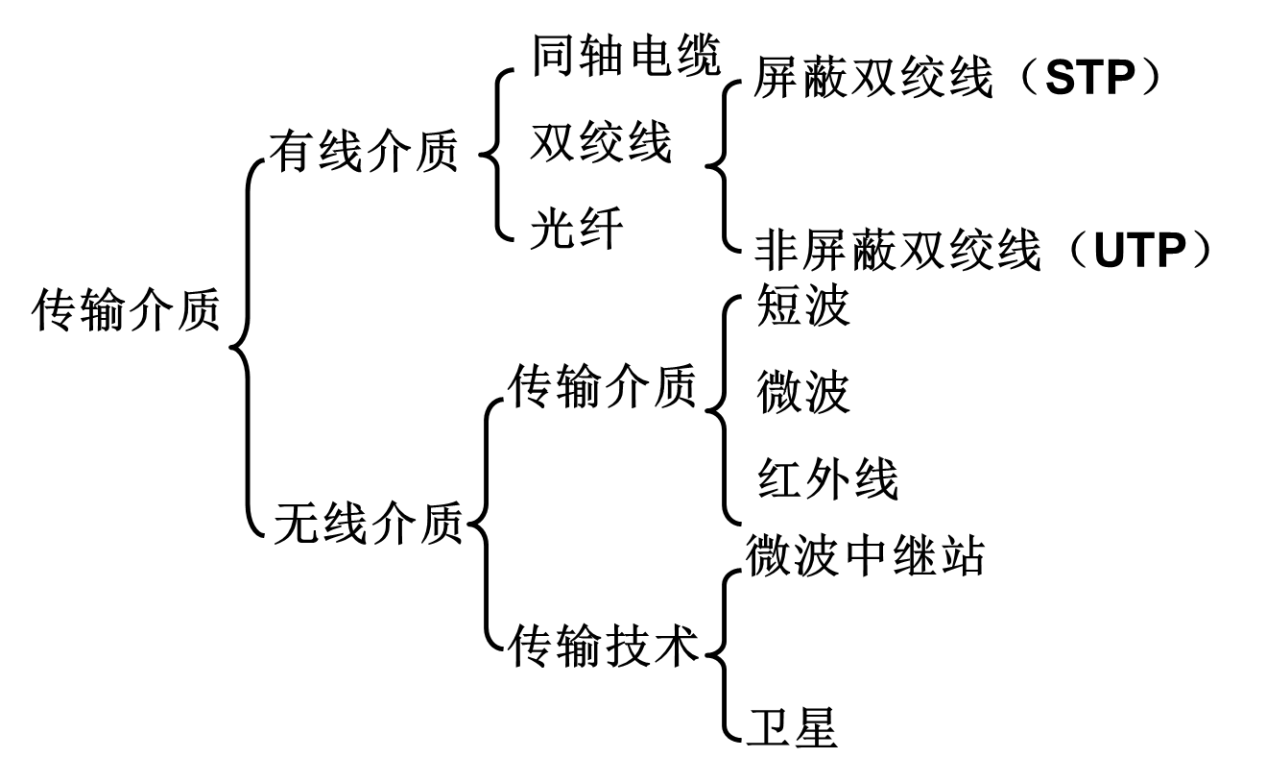 传输介质
有线介质
同轴电缆
双绞线
屏蔽双绞线（STP）
非屏蔽双绞线（UTP）
光纤
无线介质
传输介质
短波
微波
红外线
传输技术
微波中继站
卫星